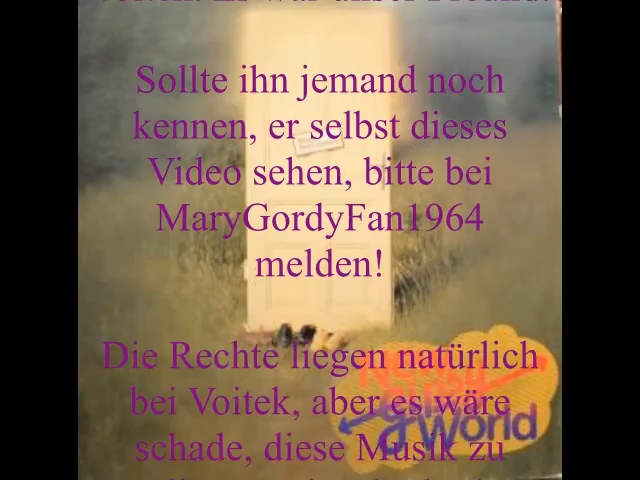 Sollte ihn jemand noch
kennen, er selbst dieses
Video sehen, bitte bei
MaryGordyFan1964
melden!
Die Rechte liegen natürlich
bei Voitek, aber es wäre
schade, diese Musik zu
World